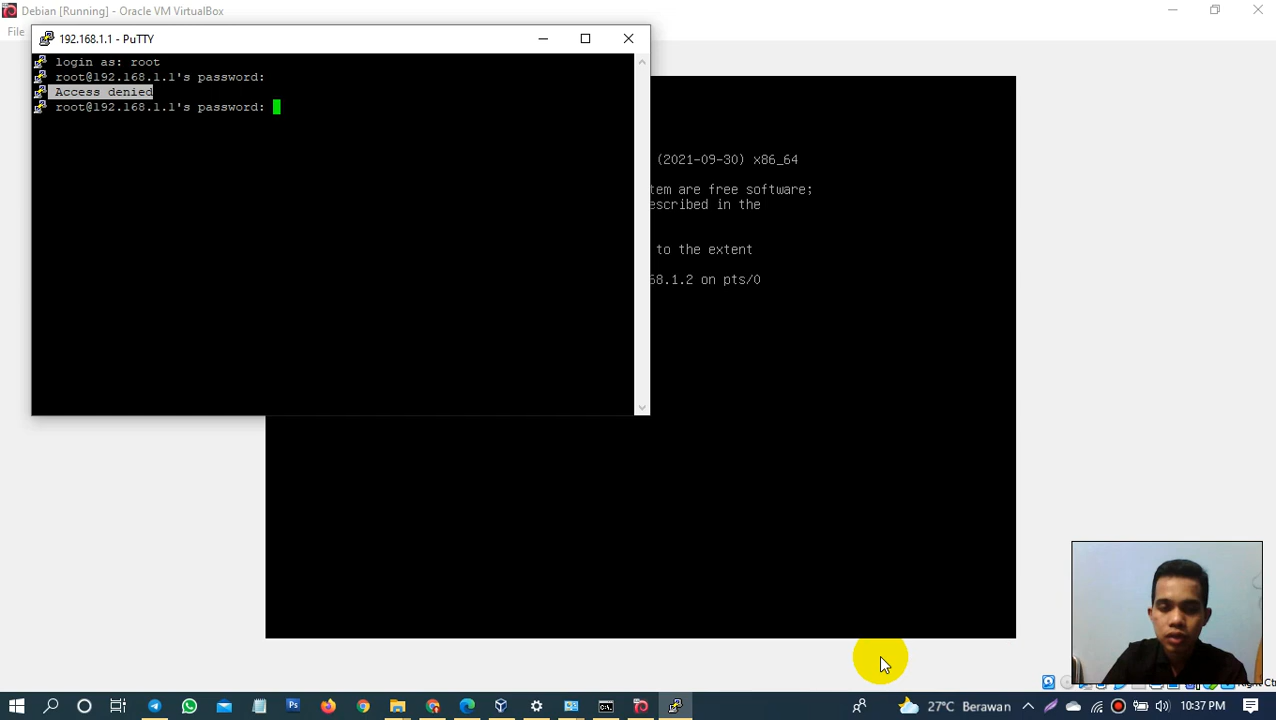 Debian [Running] - Oracle VM VirtualBox
File
192.168.1.1 - PuTTY
login as: root
root@192.168.1.1's password:
Access denied
root@192.168.1.1's password:
(2021-09-30) x86_64
tem are free software;
escribed in the
to the extent
68.1.2 on pts/0
27°C Berawan
10:37 PM